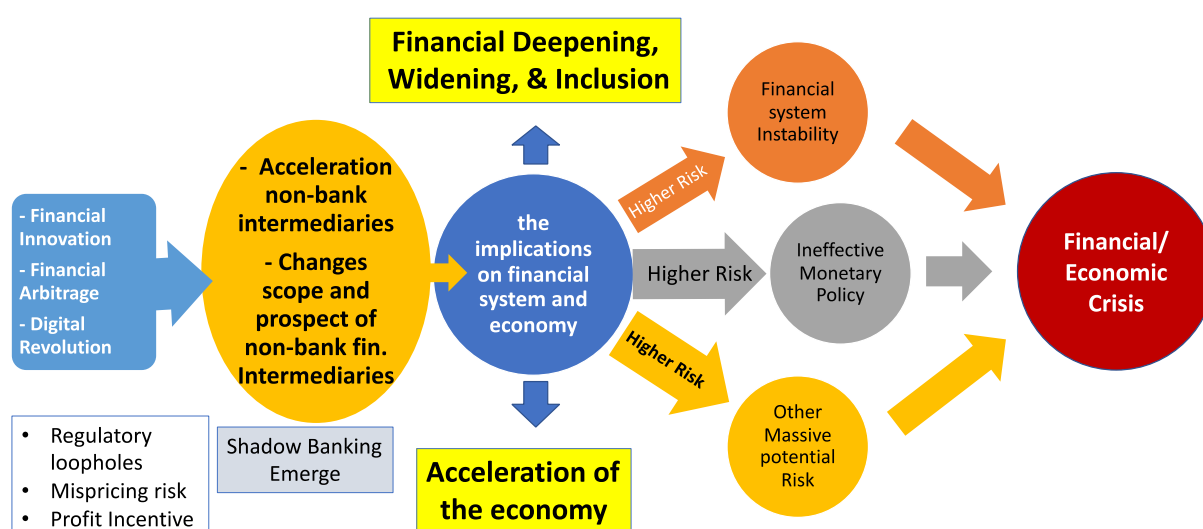 Financial Deepening,
Widening, & Inclusion
- Financial
Innovation
- Financial
Arbitrage
- Digital
Revolution
- Acceleration
non-bank
intermediaries
- Changes
scope and
prospect of
non-bank fin.
Intermediaries
the
implications
on financial
system and
economy
Higher Risk
Higher Risk
Higher Risk
Financial
system
Instability
Ineffective
Monetary
Policy
Other
Massive
potential
Risk
Financial/
Economic
Crisis
• Regulatory
loopholes
• Mispricing risk
• Profit Incentive
Shadow Banking
Emerge
Acceleration of
the economy